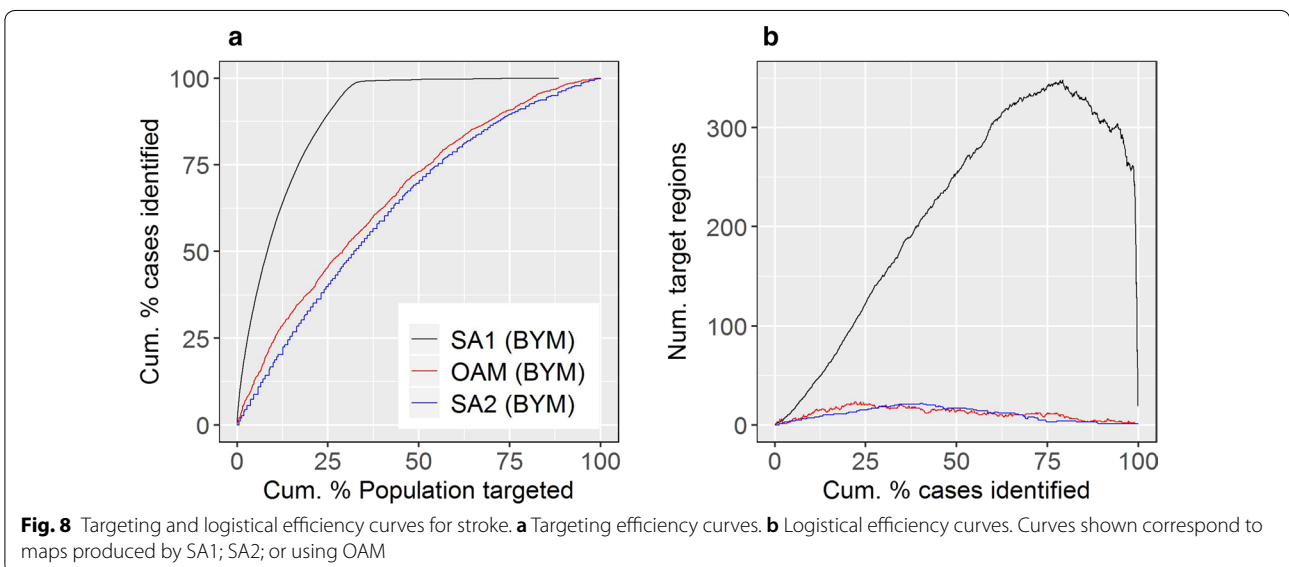 a
b
Cum. % cases identified
100
75
50
25
0
SA1 (BYM)
OAM (BYM)
SA2 (BYM)
0 25 50 75 100
Cum. % Population targeted
Num. target regions
300
200
100
0
0 25 50 75 100
Cum. % cases identified
Fig. 8 Targeting and logistical efficiency curves for stroke. a Targeting efficiency curves. b Logistical efficiency curves. Curves shown correspond to
maps produced by SA1; SA2; or using OAM